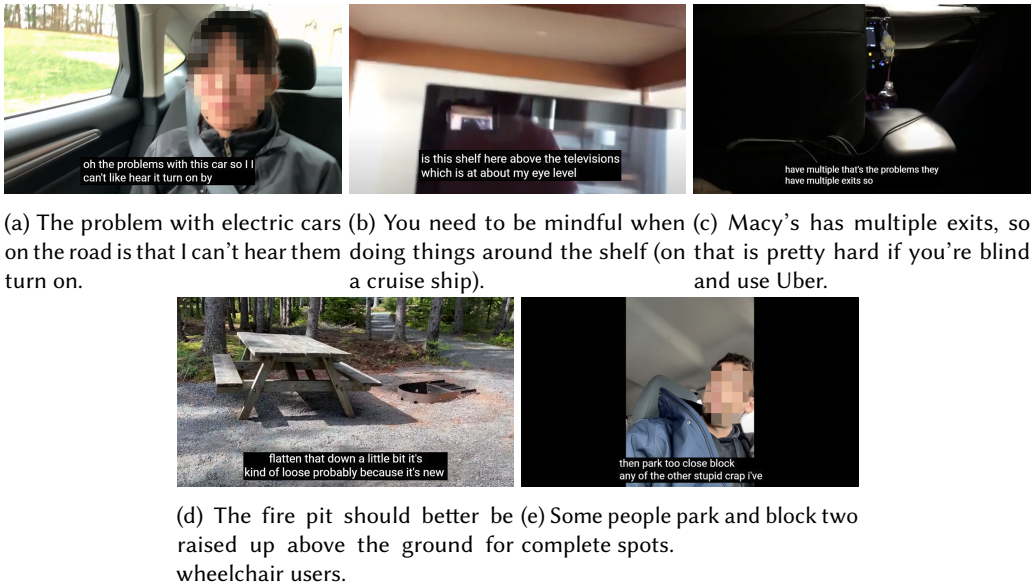 oh the problems with this car so I I
can't like hear it turn on by
is this shelf here above the televisions
which is at about my eye level
have multiple that's the problems they
have multiple exits so
(a) The problem with electric cars
on the road is that I can't hear them
turn on.
(b) You need to be mindful when
doing things around the shelf (on
a cruise ship).
(c) Macy's has multiple exits, so
that is pretty hard if you're blind
and use Uber.
flatten that down a little bit it's
kind of loose probably because it's new
then park too close block
any of the other stupid crap i've
(d) The fire pit should better be
raised up above the ground for
wheelchair users.
(e) Some people park and block two
complete spots.